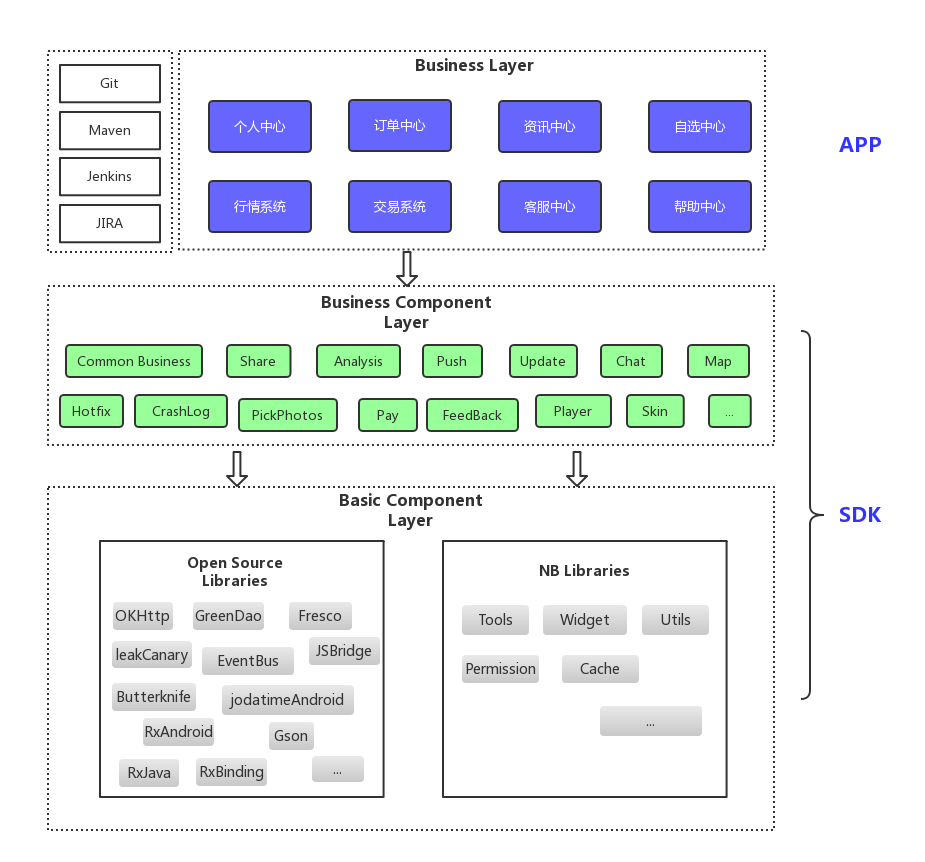 Git
Maven
Jenkins
JIRA
Business Layer
个人中心
订单中心
资讯中心
自选中心
行情系统
交易系统
客服中心
帮助中心
APP
Business Component
Layer
Common Business
Share
Analysis
Push
Update
Chat
Map
Hotfix
CrashLog
PickPhotos
Pay
FeedBack
Player
Skin
...
SDK
Basic Component
Layer
Open Source
Libraries
OKHttp
GreenDao
Fresco
leakCanary
EventBus
JSBridge
Butterknife
jodatimeAndroid
RxAndroid
Gson
RxJava
RxBinding
...
NB Libraries
Tools
Widget
Utils
Permission
Cache
...